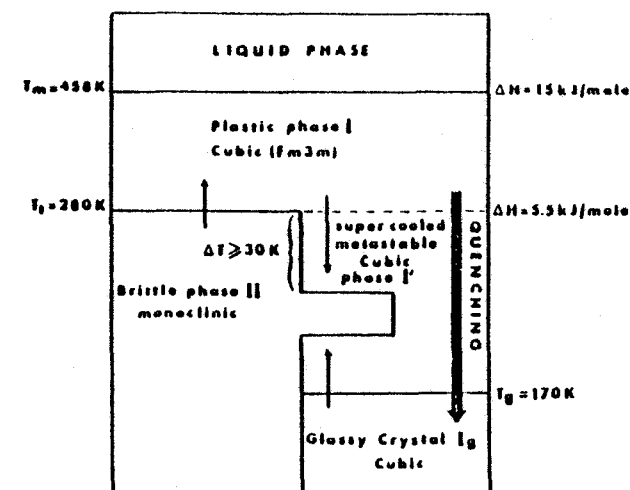 LIQUID PHASE
Tm=458K
ΔH=15kJ/mole
Plastic phase I
Cubic (Fm3m)
Tt=280K
ΔH=5.5kJ/mole
super cooled
metastable
Cubic
phase I'
ΔT⩾30K
QUENCHING
Brittle phase II
monoclinic
Tg=170K
Glassy Crystal Ig
Cubic